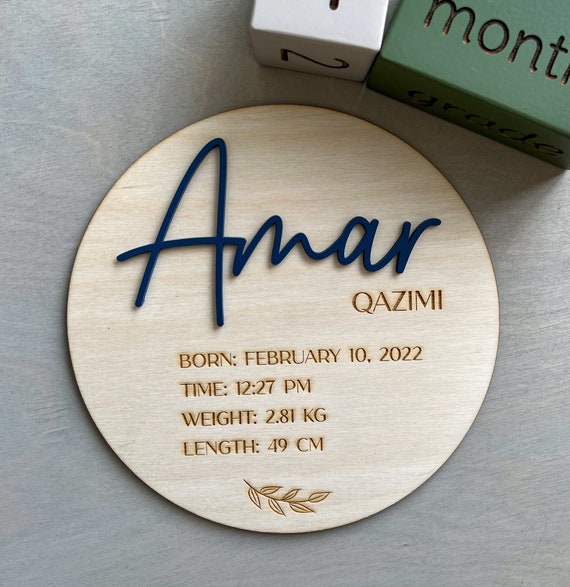 2
month
grade
Amar
QAZIMI
BORN: FEBRUARY 10, 2022
TIME: 12:27 PM
WEIGHT: 2.81 KG
LENGTH: 49 CM